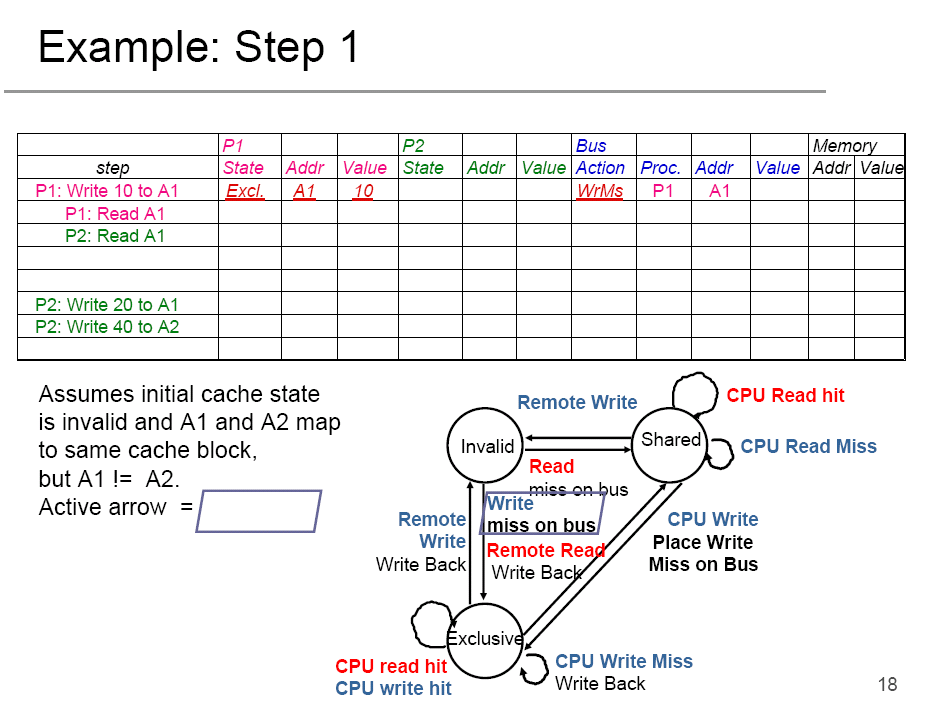 Example: Step 1
P1 P2 Bus Memory
step State Addr Value State Addr Value Action Proc. Addr Value Addr Value
P1: Write 10 to A1 Excl. A1 10 WrMs P1 A1
P1: Read A1
P2: Read A1
P2: Write 20 to A1
P2: Write 40 to A2
Assumes initial cache state
is invalid and A1 and A2 map
to same cache block,
but A1 != A2.
Active arrow =
Remote Write
CPU Read hit
Invalid
Shared
CPU Read Miss
Read
miss on bus
Write
miss on bus
Remote
Write
Write Back
Remote Read
Write Back
CPU Write
Place Write
Miss on Bus
Exclusive
CPU read hit
CPU write hit
CPU Write Miss
Write Back
18